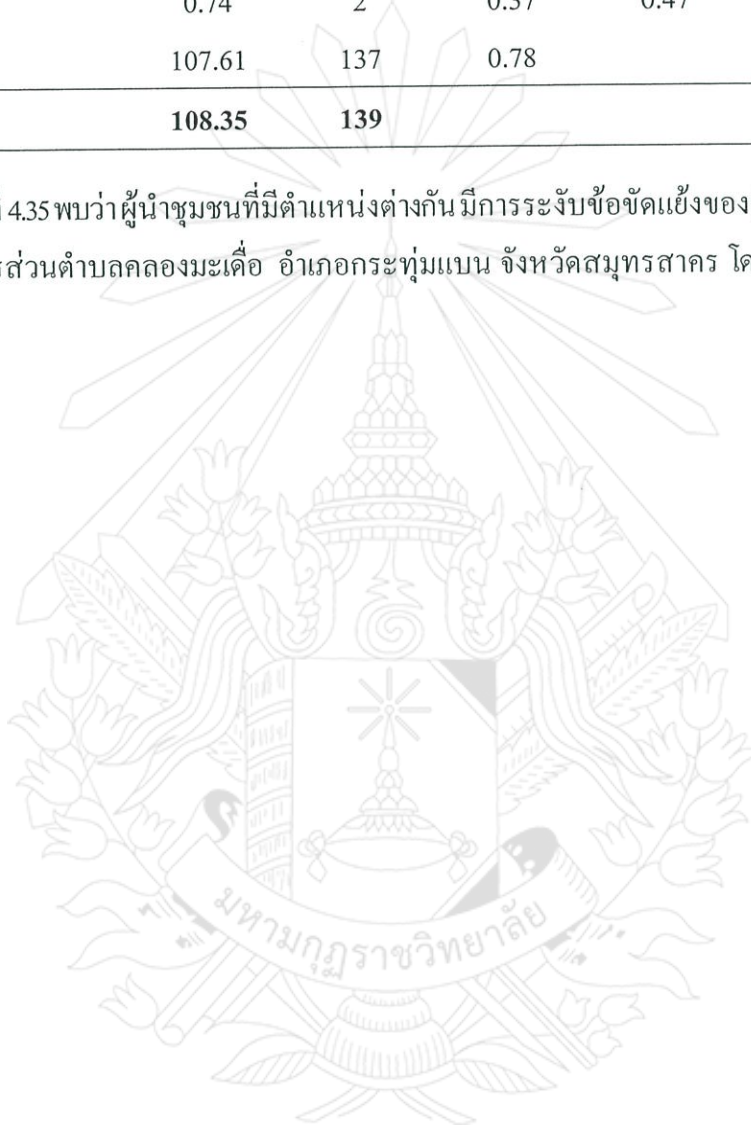 0.74 2 0.37 0.47
107.61 137 0.78
108.35 139
4.35 พบว่า ผู้นำชุมชนที่มีตำแหน่งต่างกัน มีการระงับข้อขัดแย้งของ
ส่วนตำบลคลองมะเดื่อ อำเภอกระทุ่มแบน จังหวัดสมุทรสาคร
มหามกุฏราชวิทยาลัย